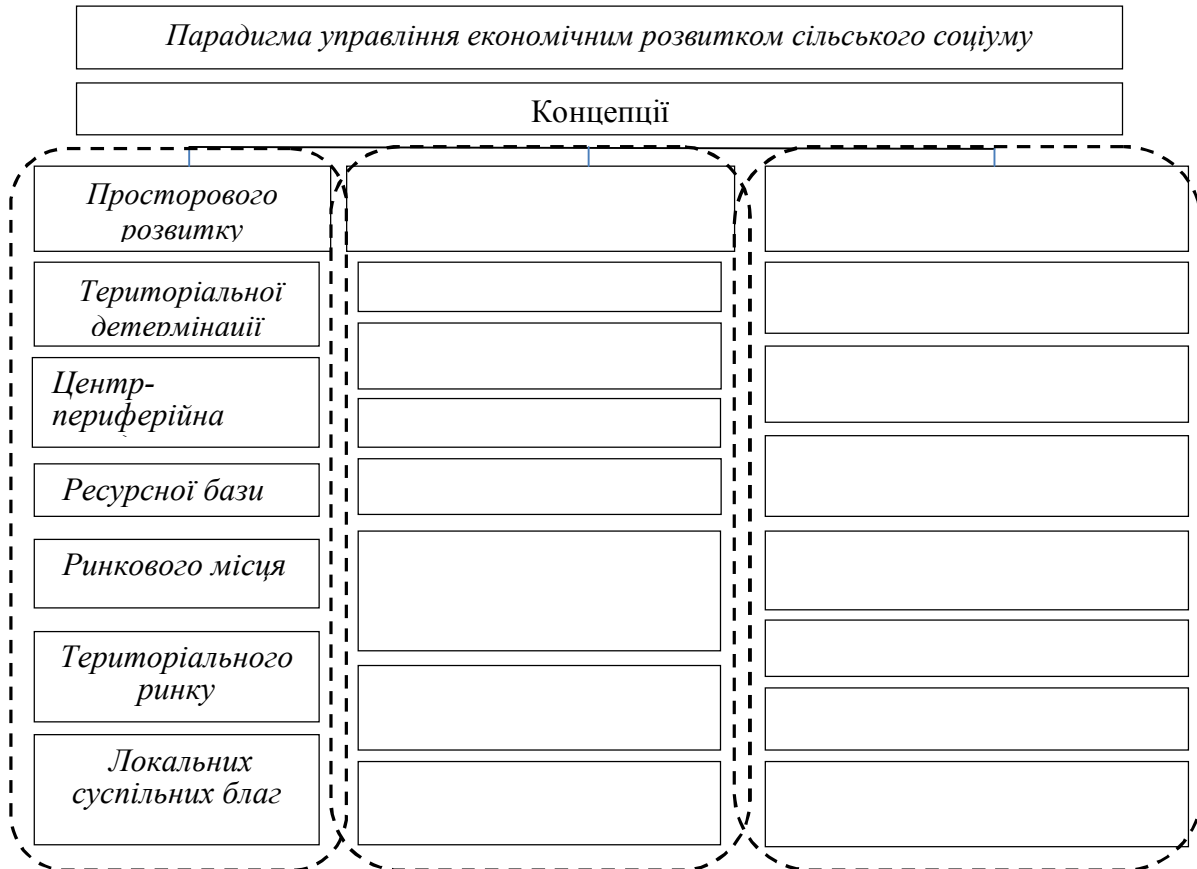 Парадигма управління економічним розвитком сільського соціуму
Концепції
Просторового
розвитку
Територіальної
детермінації
Центр-
периферійна
Ресурсної бази
Ринкового місця
Територіального
ринку
Локальних
суспільних благ